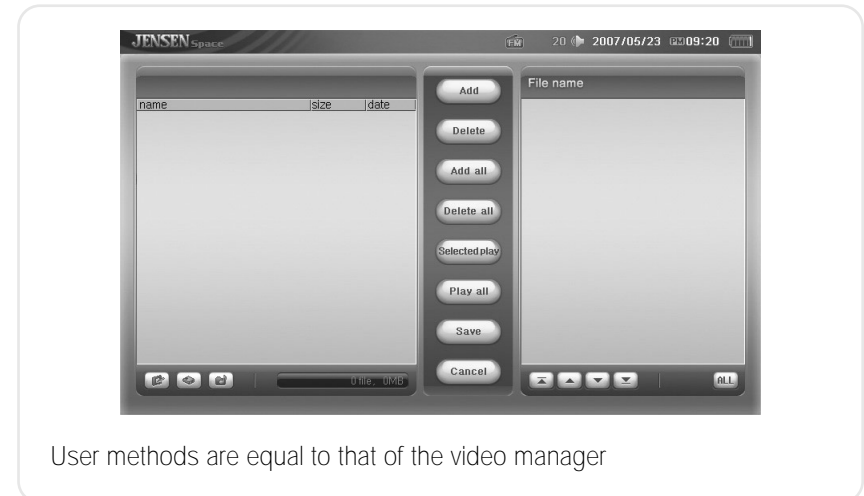 JENSEN Space FM 20 2007/05/23 PM 09:20
File name
name size date
Add
Delete
Add all
Delete all
Selected play
Play all
Save
Cancel
0 file, 0MB
ALL
User methods are equal to that of the video manager